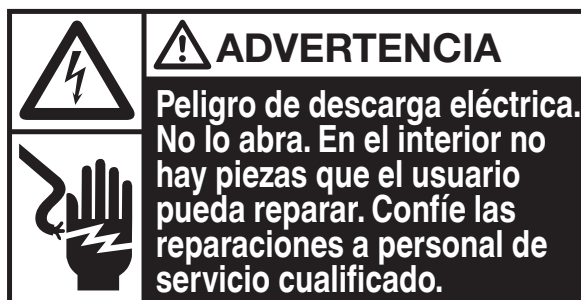 ADVERTENCIA
Peligro de descarga eléctrica.
No lo abra. En el interior no
hay piezas que el usuario
pueda reparar. Confíe las
reparaciones a personal de
servicio cualificado.